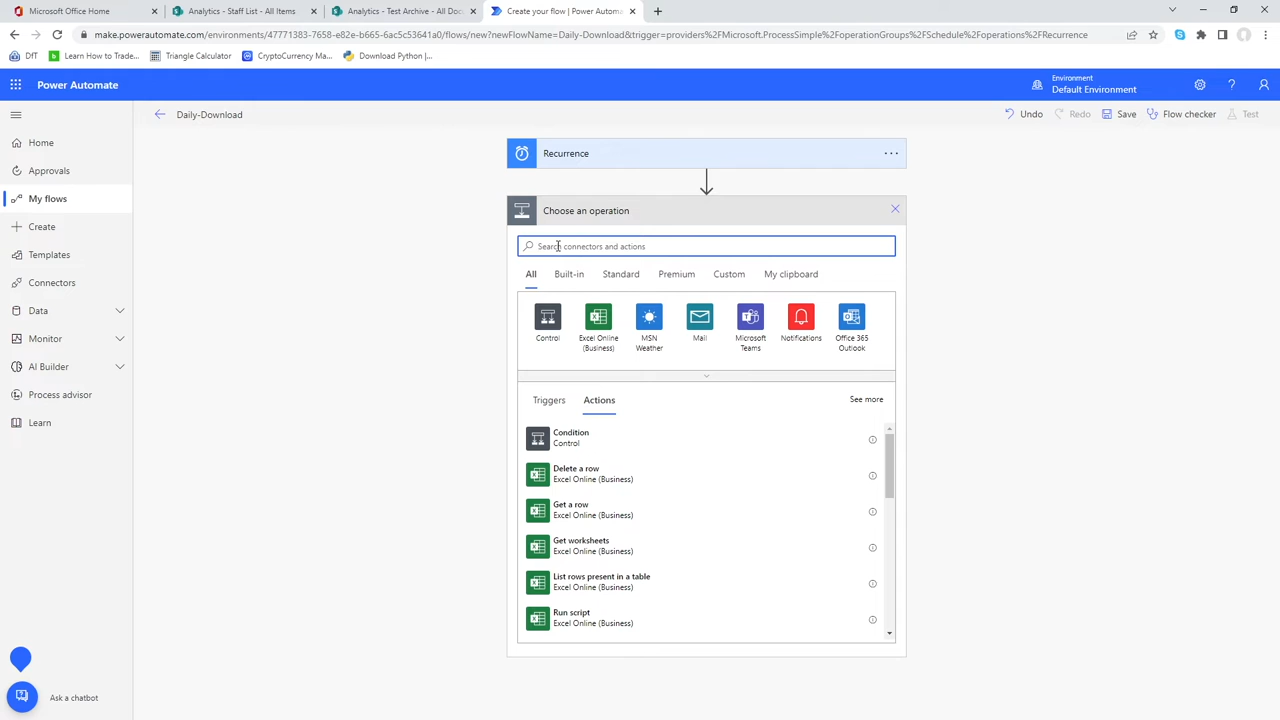 Microsoft Office Home
Analytics - Staff List - All Items
Analytics - Test Archive - All Doc
Create your flow | Power Automate
make.powerautomate.com/environments/47771383-7658-e82e-b665-6ac5c53641a0/flows/new?newFlowName=Daily-Download&trigger=providers%2FMicrosoft.ProcessSimple%2FoperationGroups%2FSchedule%2Foperations%2FRecurrence
DfT
Learn How to Trade...
Triangle Calculator
CryptoCurrency Ma...
Download Python |...
Power Automate
Environment
Default Environment
Daily-Download
Undo
Redo
Save
Flow checker
Test
Home
Approvals
My flows
Create
Templates
Connectors
Data
Monitor
AI Builder
Process advisor
Learn
Ask a chatbot
Recurrence
Choose an operation
Search connectors and actions
All
Built-in
Standard
Premium
Custom
My clipboard
Control
Excel Online (Business)
MSN Weather
Mail
Microsoft Teams
Notifications
Office 365 Outlook
Triggers
Actions
See more
Condition
Control
Delete a row
Excel Online (Business)
Get a row
Excel Online (Business)
Get worksheets
Excel Online (Business)
List rows present in a table
Excel Online (Business)
Run script
Excel Online (Business)